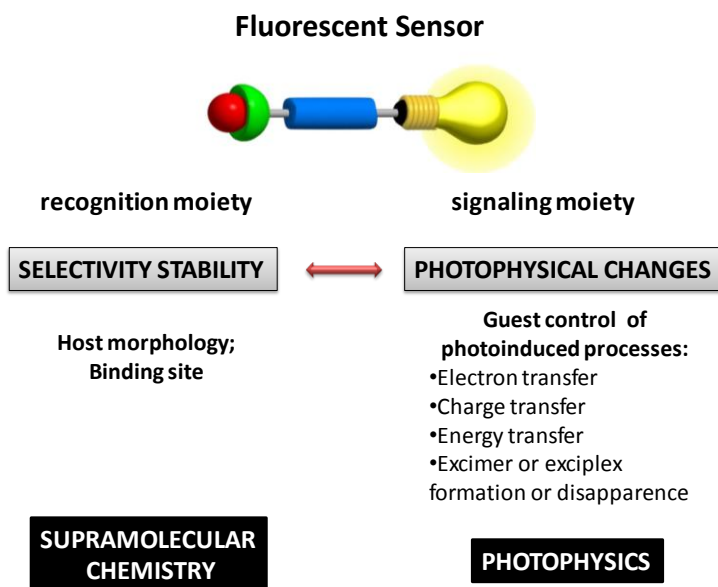 Fluorescent Sensor
recognition moiety
signaling moiety
SELECTIVITY STABILITY
PHOTOPHYSICAL CHANGES
Host morphology;
Binding site
Guest control of
photoinduced processes:
•Electron transfer
•Charge transfer
•Energy transfer
•Excimer or exciplex
formation or disapparence
SUPRAMOLECULAR
CHEMISTRY
PHOTOPHYSICS